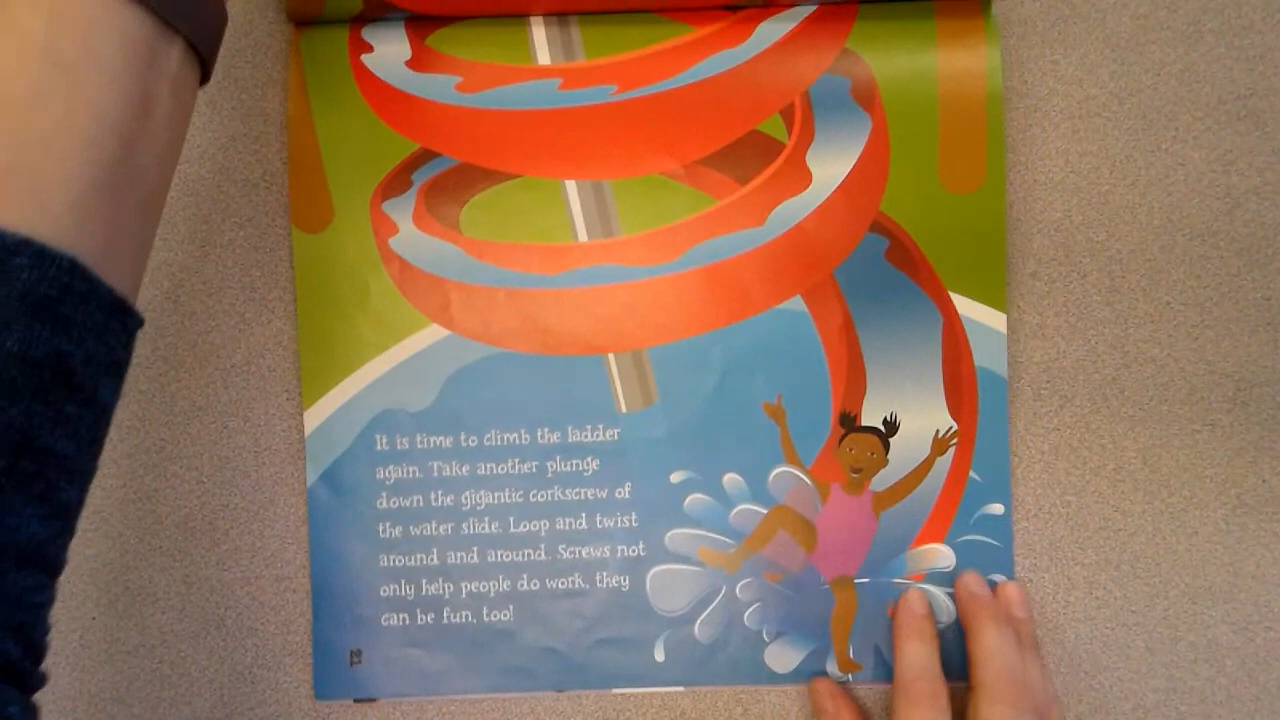 It is time to climb the ladder
again. Take another plunge
down the gigantic corkscrew of
the water slide. Loop and twist
around and around. Screws not
only help people do work, they
can be fun, too!
21